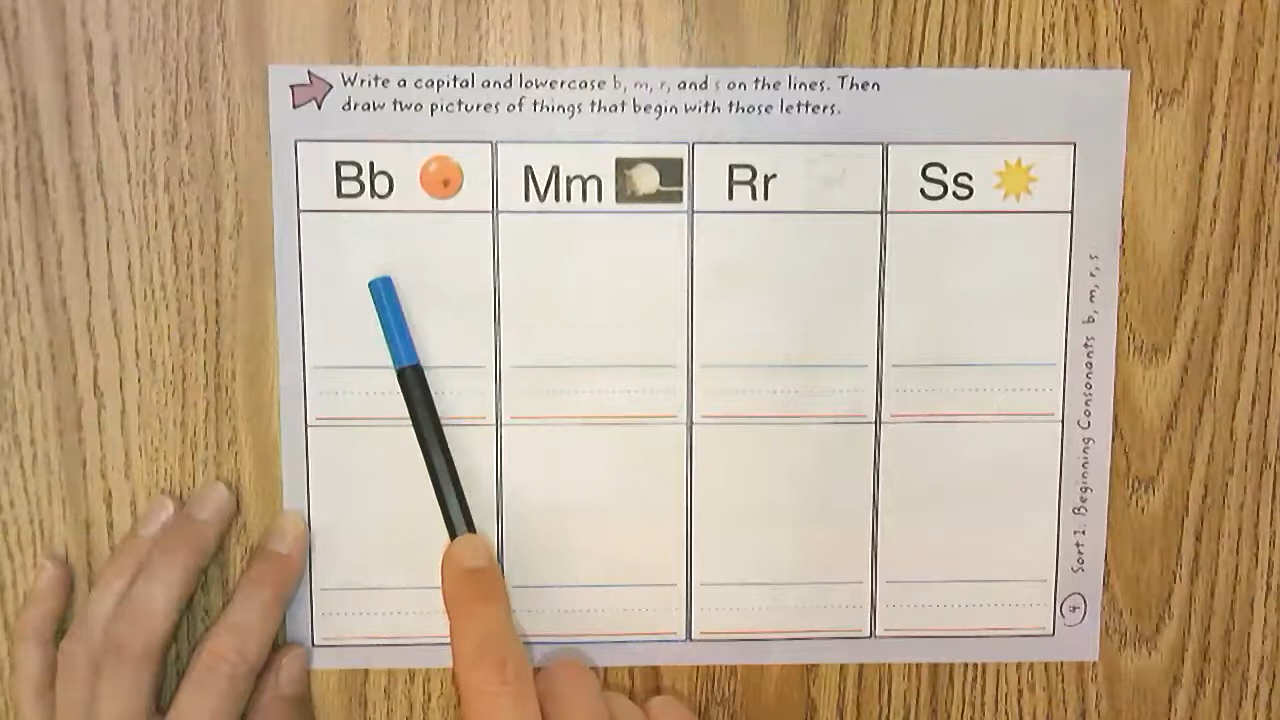 Write a capital and lowercase b, m, r, and s on the lines. Then
draw two pictures of things that begin with those letters.
Bb
Mm
Rr
Ss
Sort 2: Beginning Consonants b, m, r, s
4